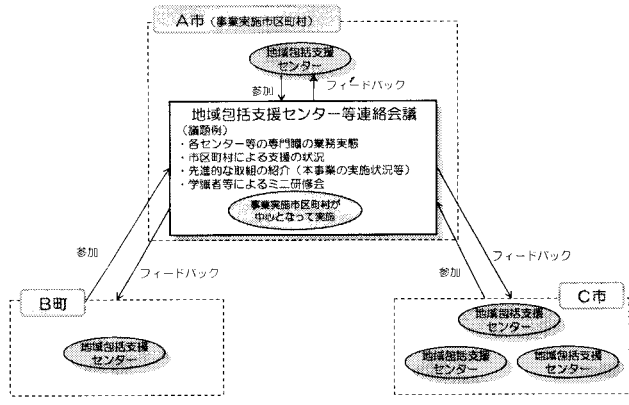 A市（事業実施市区町村）
地域包括支援
センター
参加
フィードバック
地域包括支援センター等連絡会議
（議題例）
・各センター等の専門職の業務実態
・市区町村による支援の状況
・先進的な取組の紹介（本事業の実施状況等）
・学識者等によるミニ研修会
事業実施市区町村が
中心となって実施
参加
フィードバック
フィードバック
参加
B町
地域包括支援
センター
C市
地域包括支援
センター
地域包括支援
センター
地域包括支援
センター